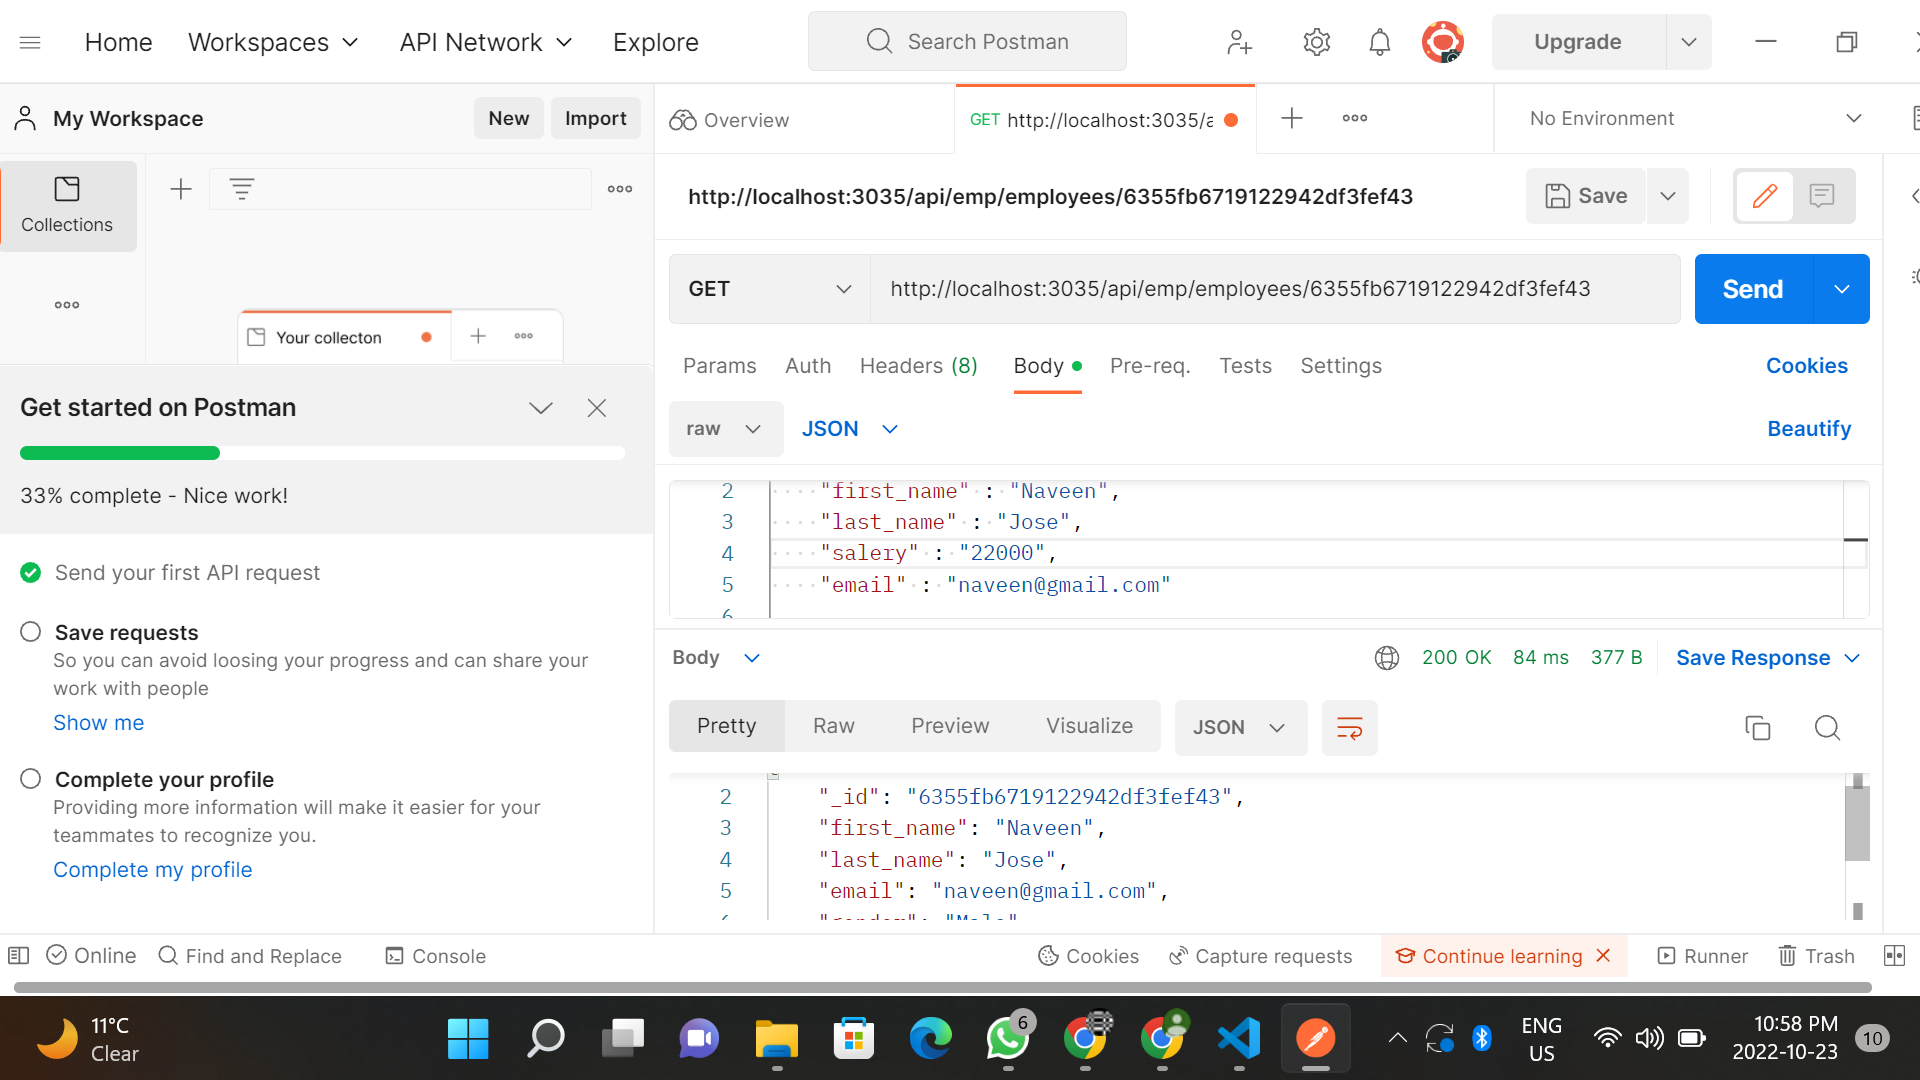 Home Workspaces API Network Explore Search Postman Upgrade
My Workspace New Import Overview GET http://localhost:3035/a No Environment
Collections
http://localhost:3035/api/emp/employees/6355fb6719122942df3fef43 Save
GET http://localhost:3035/api/emp/employees/6355fb6719122942df3fef43 Send
Your collecton
Params Auth Headers (8) Body Pre-req. Tests Settings Cookies
Get started on Postman
raw JSON Beautify
33% complete - Nice work!
2 "first_name" : "Naveen",
3 "last_name" : "Jose",
4 "salery" : "22000",
5 "email" : "naveen@gmail.com"
6
Send your first API request
Save requests
So you can avoid loosing your progress and can share your
work with people
Show me
Complete your profile
Providing more information will make it easier for your
teammates to recognize you.
Complete my profile
Body 200 OK 84 ms 377 B Save Response
Pretty Raw Preview Visualize JSON
2 "_id": "6355fb6719122942df3fef43",
3 "first_name": "Naveen",
4 "last_name": "Jose",
5 "email": "naveen@gmail.com",
6 "gender": "Male"
Online Find and Replace Console Cookies Capture requests Continue learning Runner Trash
11°C
Clear
6
ENG
US
10:58 PM
2022-10-23
10